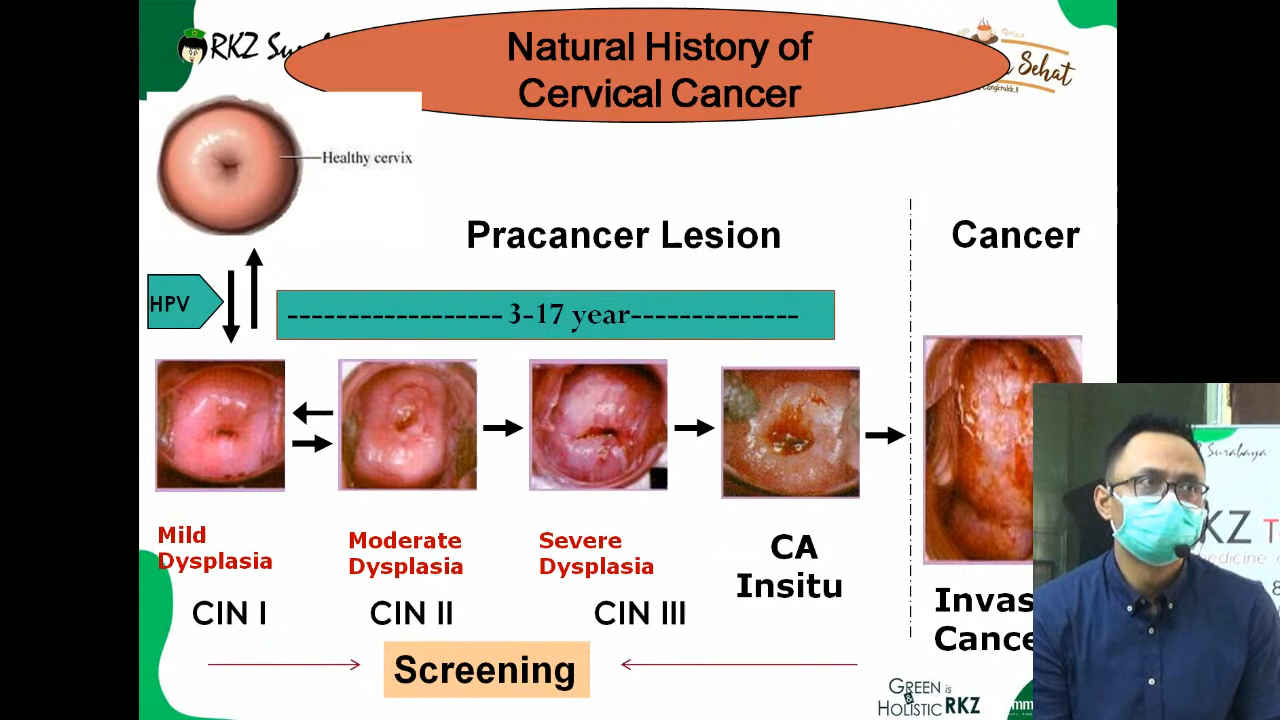 RKZ
Natural History of
Cervical Cancer
Sehat
Healthy cervix
Pracancer Lesion
Cancer
HPV
------------------ 3-17 year--------------
Mild
Dysplasia
Moderate
Dysplasia
Severe
Dysplasia
CA
Insitu
Invas
Cance
CIN I
CIN II
CIN III
Screening
GREEN is
HOLISTIC RKZ
Surabaya
KZ
edicine
8